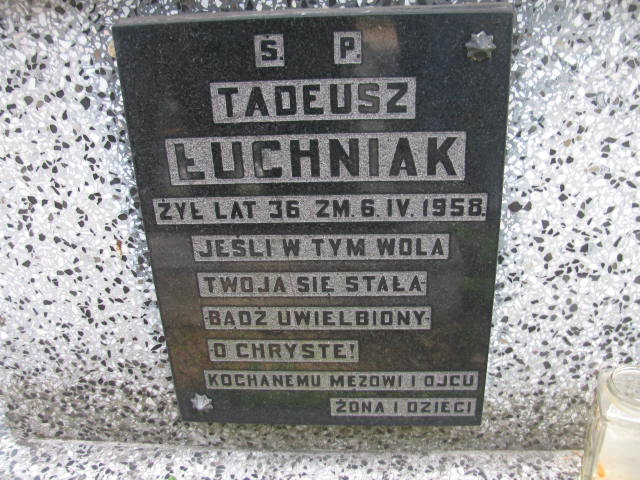 Ś. P.
TADEUSZ
ŁUCHNIAK
ŻYŁ LAT 36 ZM. 6. IV. 1958.
JEŚLI W TYM WOLA
TWOJA SIĘ STAŁA
BĄDŹ UWIELBIONY
O CHRYSTE!
KOCHANEMU MĘŻOWI I OJCU
ŻONA I DZIECI